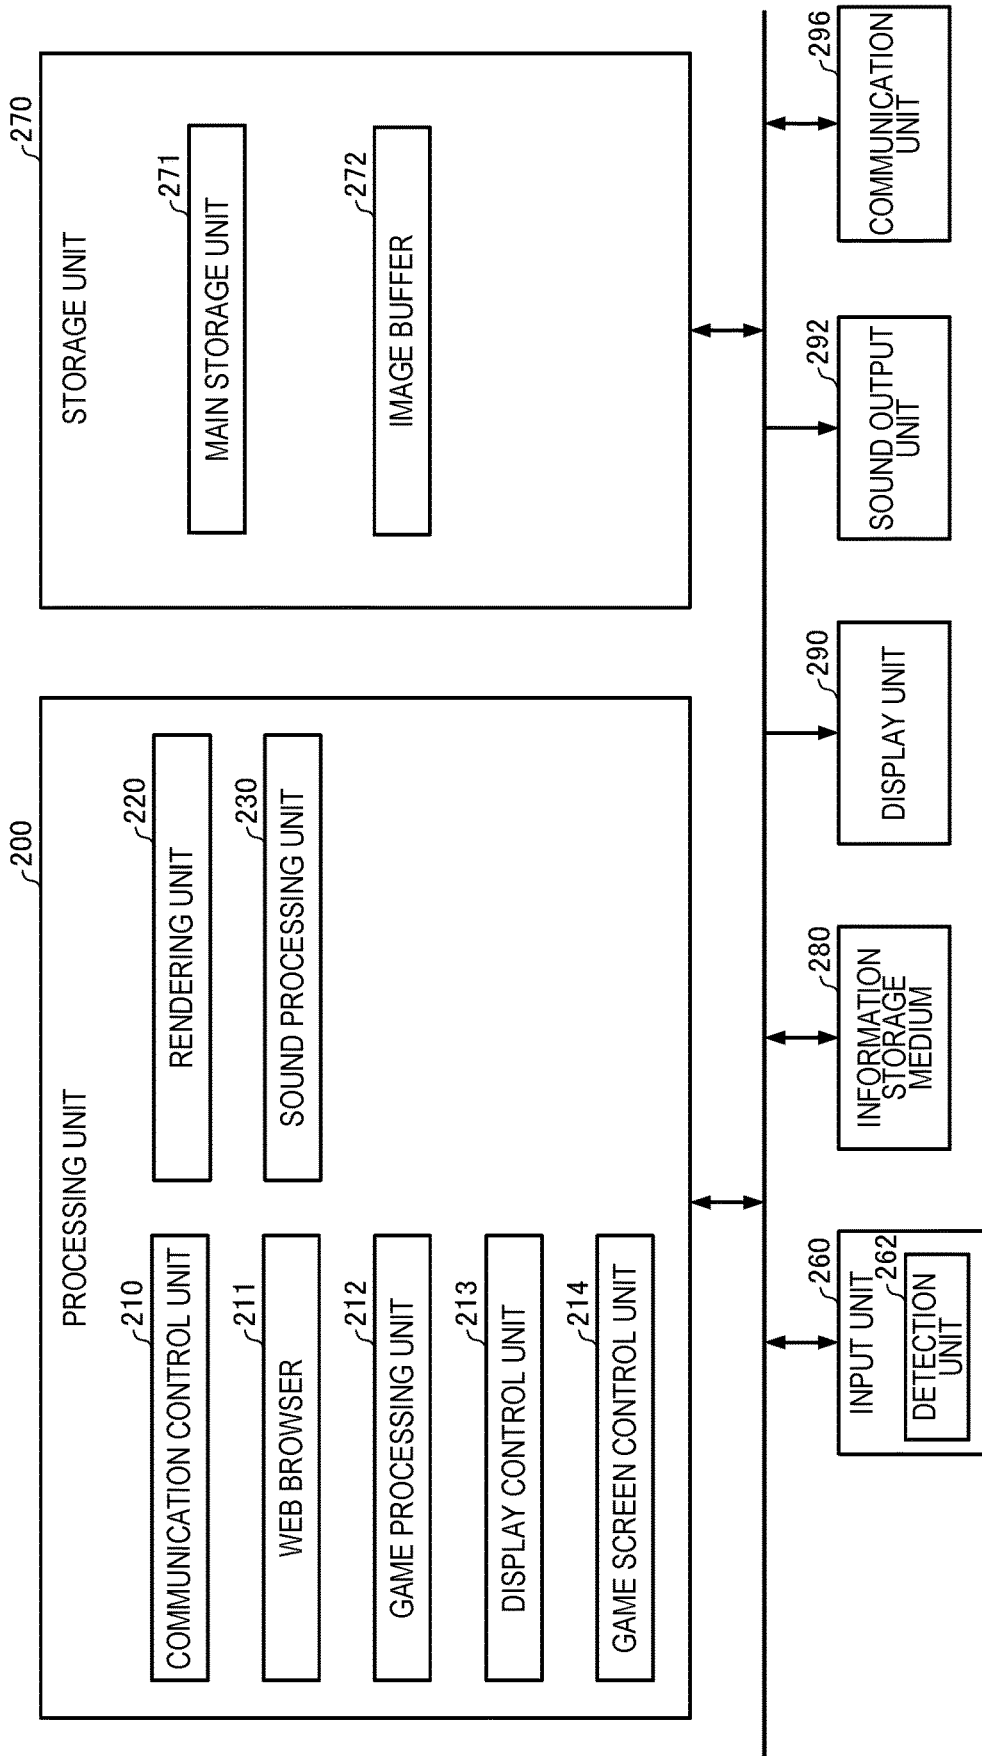 200
PROCESSING UNIT
210
COMMUNICATION CONTROL UNIT
211
WEB BROWSER
212
GAME PROCESSING UNIT
213
DISPLAY CONTROL UNIT
214
GAME SCREEN CONTROL UNIT
220
RENDERING UNIT
230
SOUND PROCESSING UNIT
270
STORAGE UNIT
271
MAIN STORAGE UNIT
272
IMAGE BUFFER
260
INPUT UNIT
262
DETECTION
UNIT
280
INFORMATION
STORAGE
MEDIUM
290
DISPLAY UNIT
292
SOUND OUTPUT
UNIT
296
COMMUNICATION
UNIT